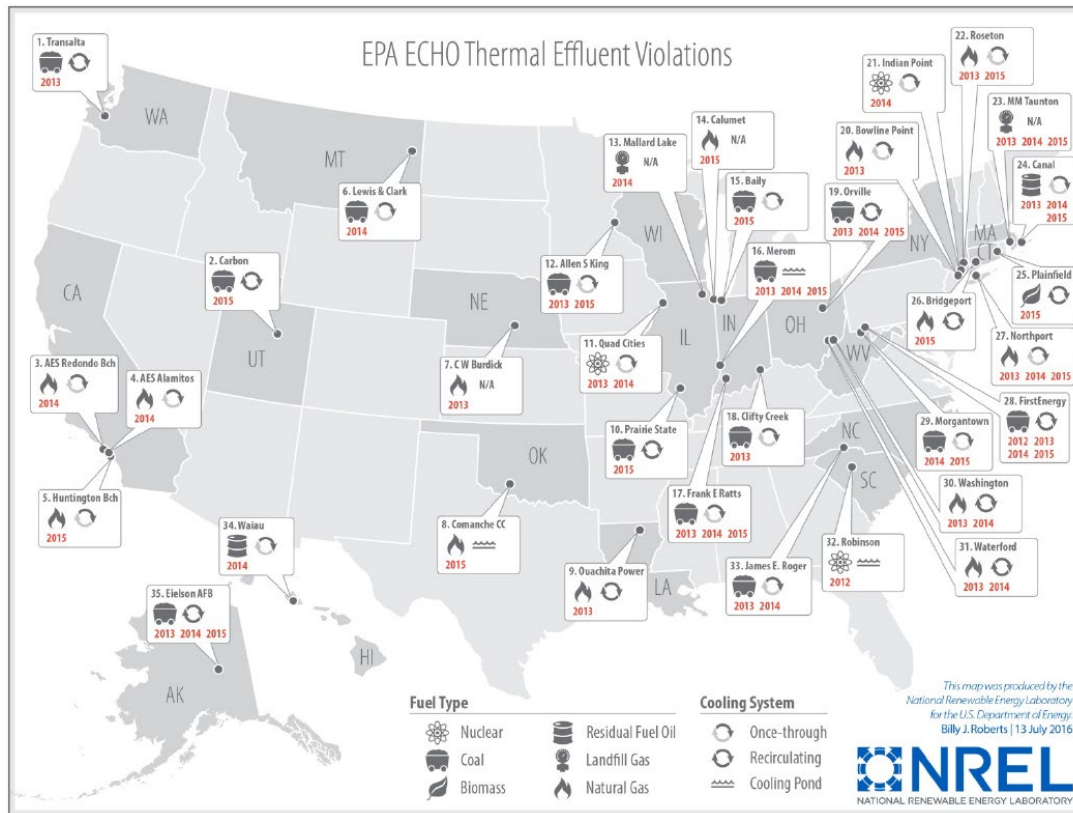 EPA ECHO Thermal Effluent Violations
1. Transalta
2013
WA
MT
6. Lewis & Clark
2014
2. Carbon
2015
CA
UT
3. AES Redondo Bch
2014
4. AES Alamitos
2014
5. Huntington Bch
2015
NE
7. C W Burdick
N/A
2013
OK
8. Comanche CC
2015
9. Ouachita Power
2013
LA
10. Prairie State
2015
11. Quad Cities
2013 2014
12. Allen S King
2013 2015
WI
IL
IN
OH
13. Mallard Lake
N/A
2014
14. Calumet
N/A
2015
15. Baily
2015
16. Merom
2013 2014 2015
17. Frank E Ratts
2013 2014 2015
18. Clifty Creek
2013
19. Orville
2013 2014 2015
20. Bowline Point
2013
21. Indian Point
2014
22. Roseton
2013 2015
23. MM Taunton
N/A
2013 2014 2015
24. Canal
2013 2014
2015
NY
MA
CT
25. Plainfield
2015
26. Bridgeport
2015
27. Northport
2013 2014 2015
28. FirstEnergy
2012 2013
2014 2015
WV
29. Morgantown
2014 2015
30. Washington
2013 2014
31. Waterford
2013 2014
NC
SC
32. Robinson
2012
33. James E. Roger
2013 2014
34. Waiau
2014
HI
35. Eielson AFB
2013 2014 2015
AK
Fuel Type
Nuclear
Coal
Biomass
Residual Fuel Oil
Landfill Gas
Natural Gas
Cooling System
Once-through
Recirculating
Cooling Pond
This map was produced by the
National Renewable Energy Laboratory
for the U.S. Department of Energy.
Billy J. Roberts | 13 July 2016
NREL
NATIONAL RENEWABLE ENERGY LABORATORY